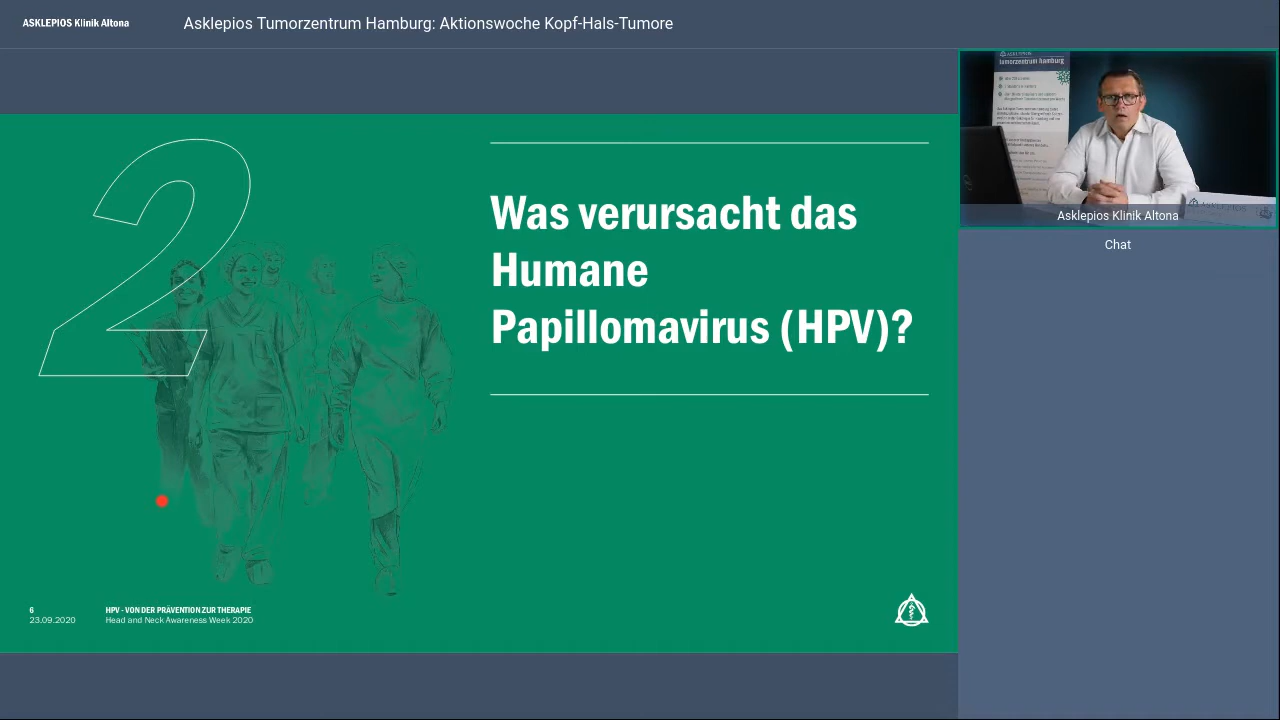 ASKLEPIOS Klinik Altona
Asklepios Tumorzentrum Hamburg: Aktionswoche Kopf-Hals-Tumore
2
Was verursacht das
Humane
Papillomavirus (HPV)?
6
HPV - VON DER PRÄVENTION ZUR THERAPIE
23.09.2020
Head and Neck Awareness Week 2020
ASKLEPIOS
Tumorzentrum Hamburg
Asklepios Klinik Altona
Chat